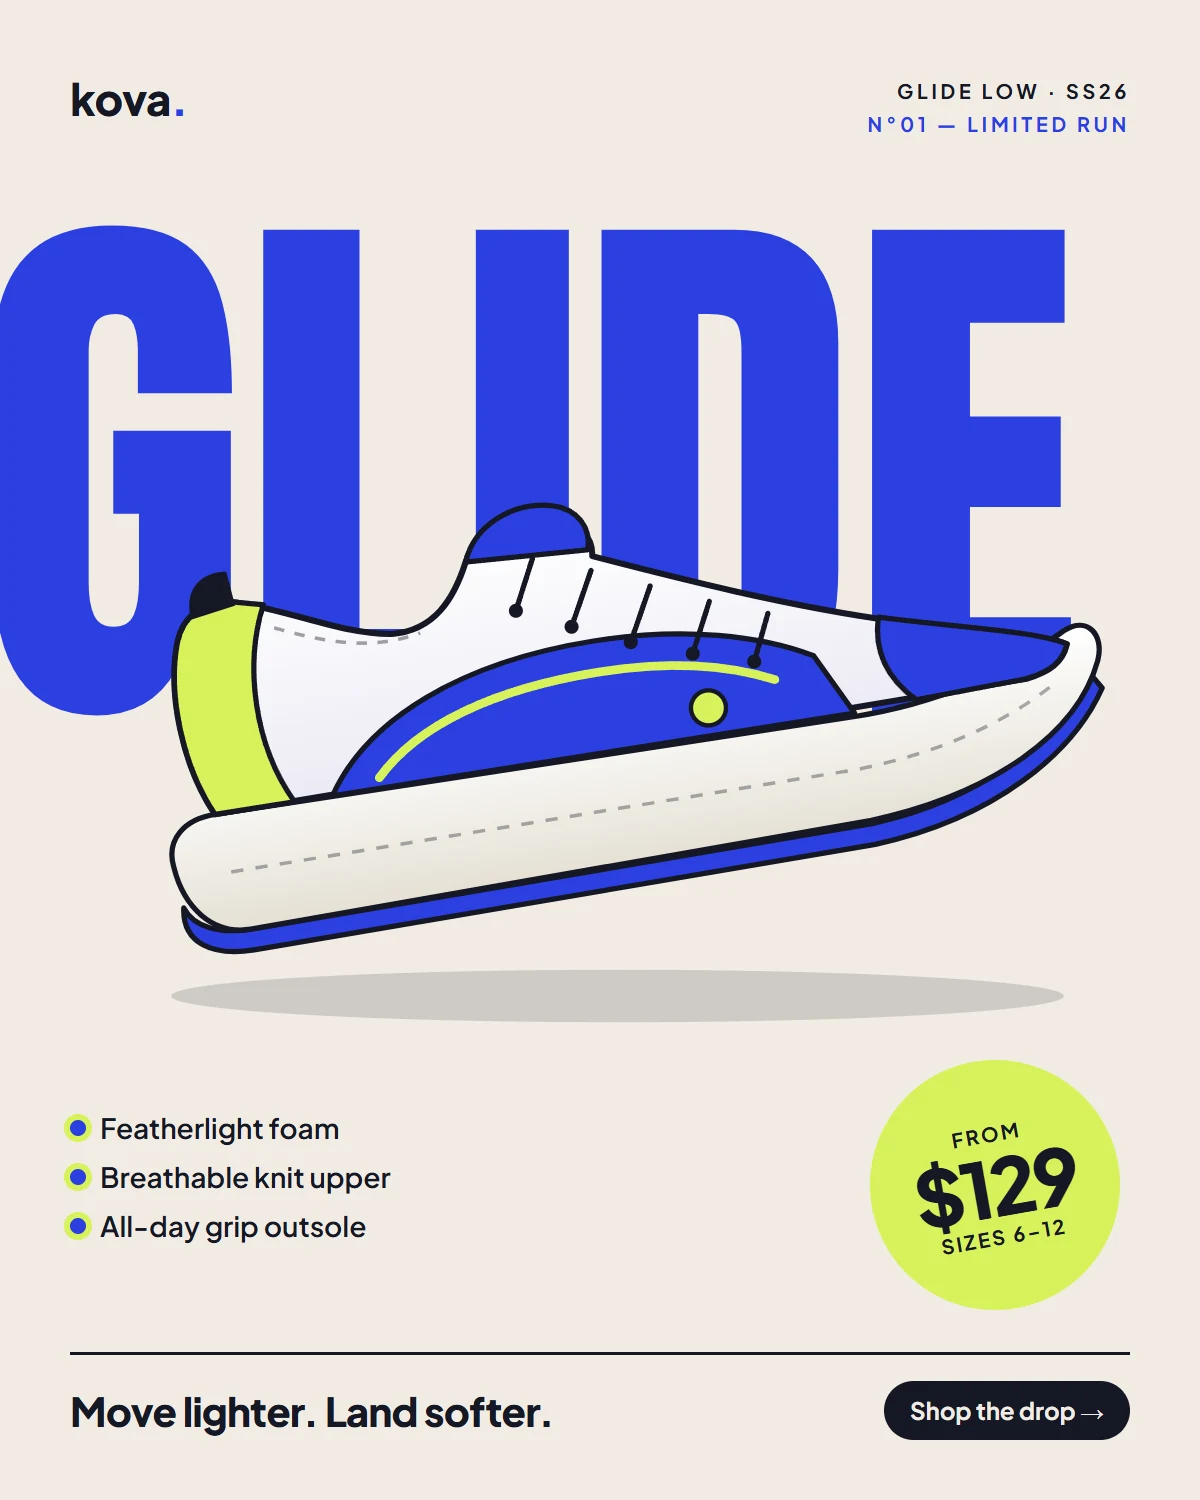 kova.
GLIDE LOW · SS26
N°01 — LIMITED RUN
GLIDE
Featherlight foam
Breathable knit upper
All-day grip outsole
FROM
$129
SIZES 6–12
Move lighter. Land softer.
Shop the drop →